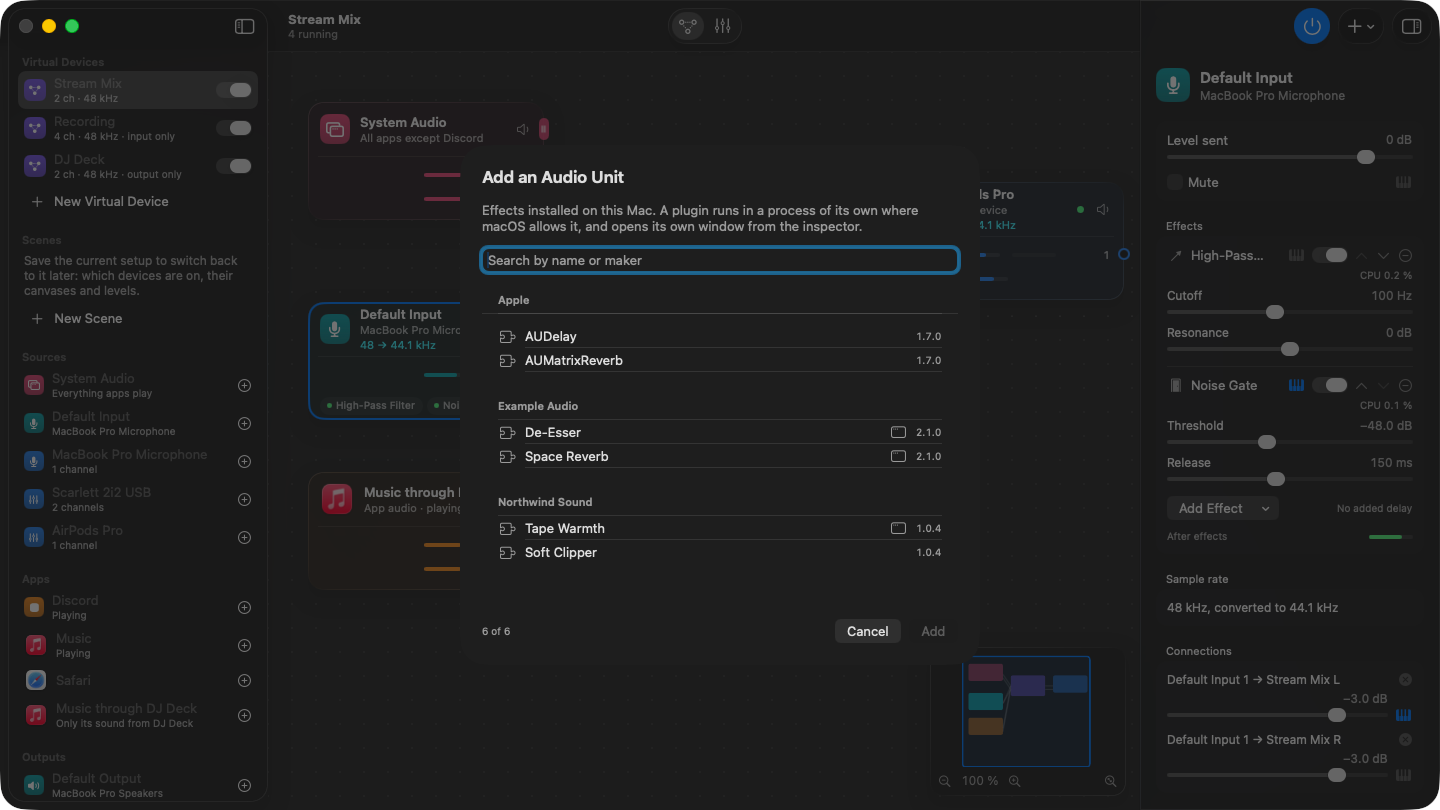 Virtual Devices
Stream Mix
2 ch · 48 kHz
Recording
4 ch · 48 kHz · input only
DJ Deck
2 ch · 48 kHz · output only
New Virtual Device
Scenes
Save the current setup to switch back
to it later: which devices are on, their
canvases and levels.
New Scene
Sources
System Audio
Everything apps play
Default Input
MacBook Pro Microphone
MacBook Pro Microphone
1 channel
Scarlett 2i2 USB
2 channels
AirPods Pro
1 channel
Apps
Discord
Playing
Music
Playing
Safari
Music through DJ Deck
Only its sound from DJ Deck
Outputs
Default Output
MacBook Pro Speakers
Stream Mix
4 running
System Audio
All apps except Discord
Default Input
MacBook Pro Micro
48 → 44.1 kHz
High-Pass Filter
Noi
Music through
App audio · playing
ds Pro
evice
4.1 kHz
1
Add an Audio Unit
Effects installed on this Mac. A plugin runs in a process of its own where
macOS allows it, and opens its own window from the inspector.
Search by name or maker
Apple
AUDelay 1.7.0
AUMatrixReverb 1.7.0
Example Audio
De-Esser 2.1.0
Space Reverb 2.1.0
Northwind Sound
Tape Warmth 1.0.4
Soft Clipper 1.0.4
6 of 6
Cancel
Add
100 %
Default Input
MacBook Pro Microphone
Level sent 0 dB
Mute
Effects
High-Pass...
CPU 0.2 %
Cutoff 100 Hz
Resonance 0 dB
Noise Gate
CPU 0.1 %
Threshold −48.0 dB
Release 150 ms
Add Effect
No added delay
After effects
Sample rate
48 kHz, converted to 44.1 kHz
Connections
Default Input 1 → Stream Mix L
−3.0 dB
Default Input 1 → Stream Mix R
−3.0 dB